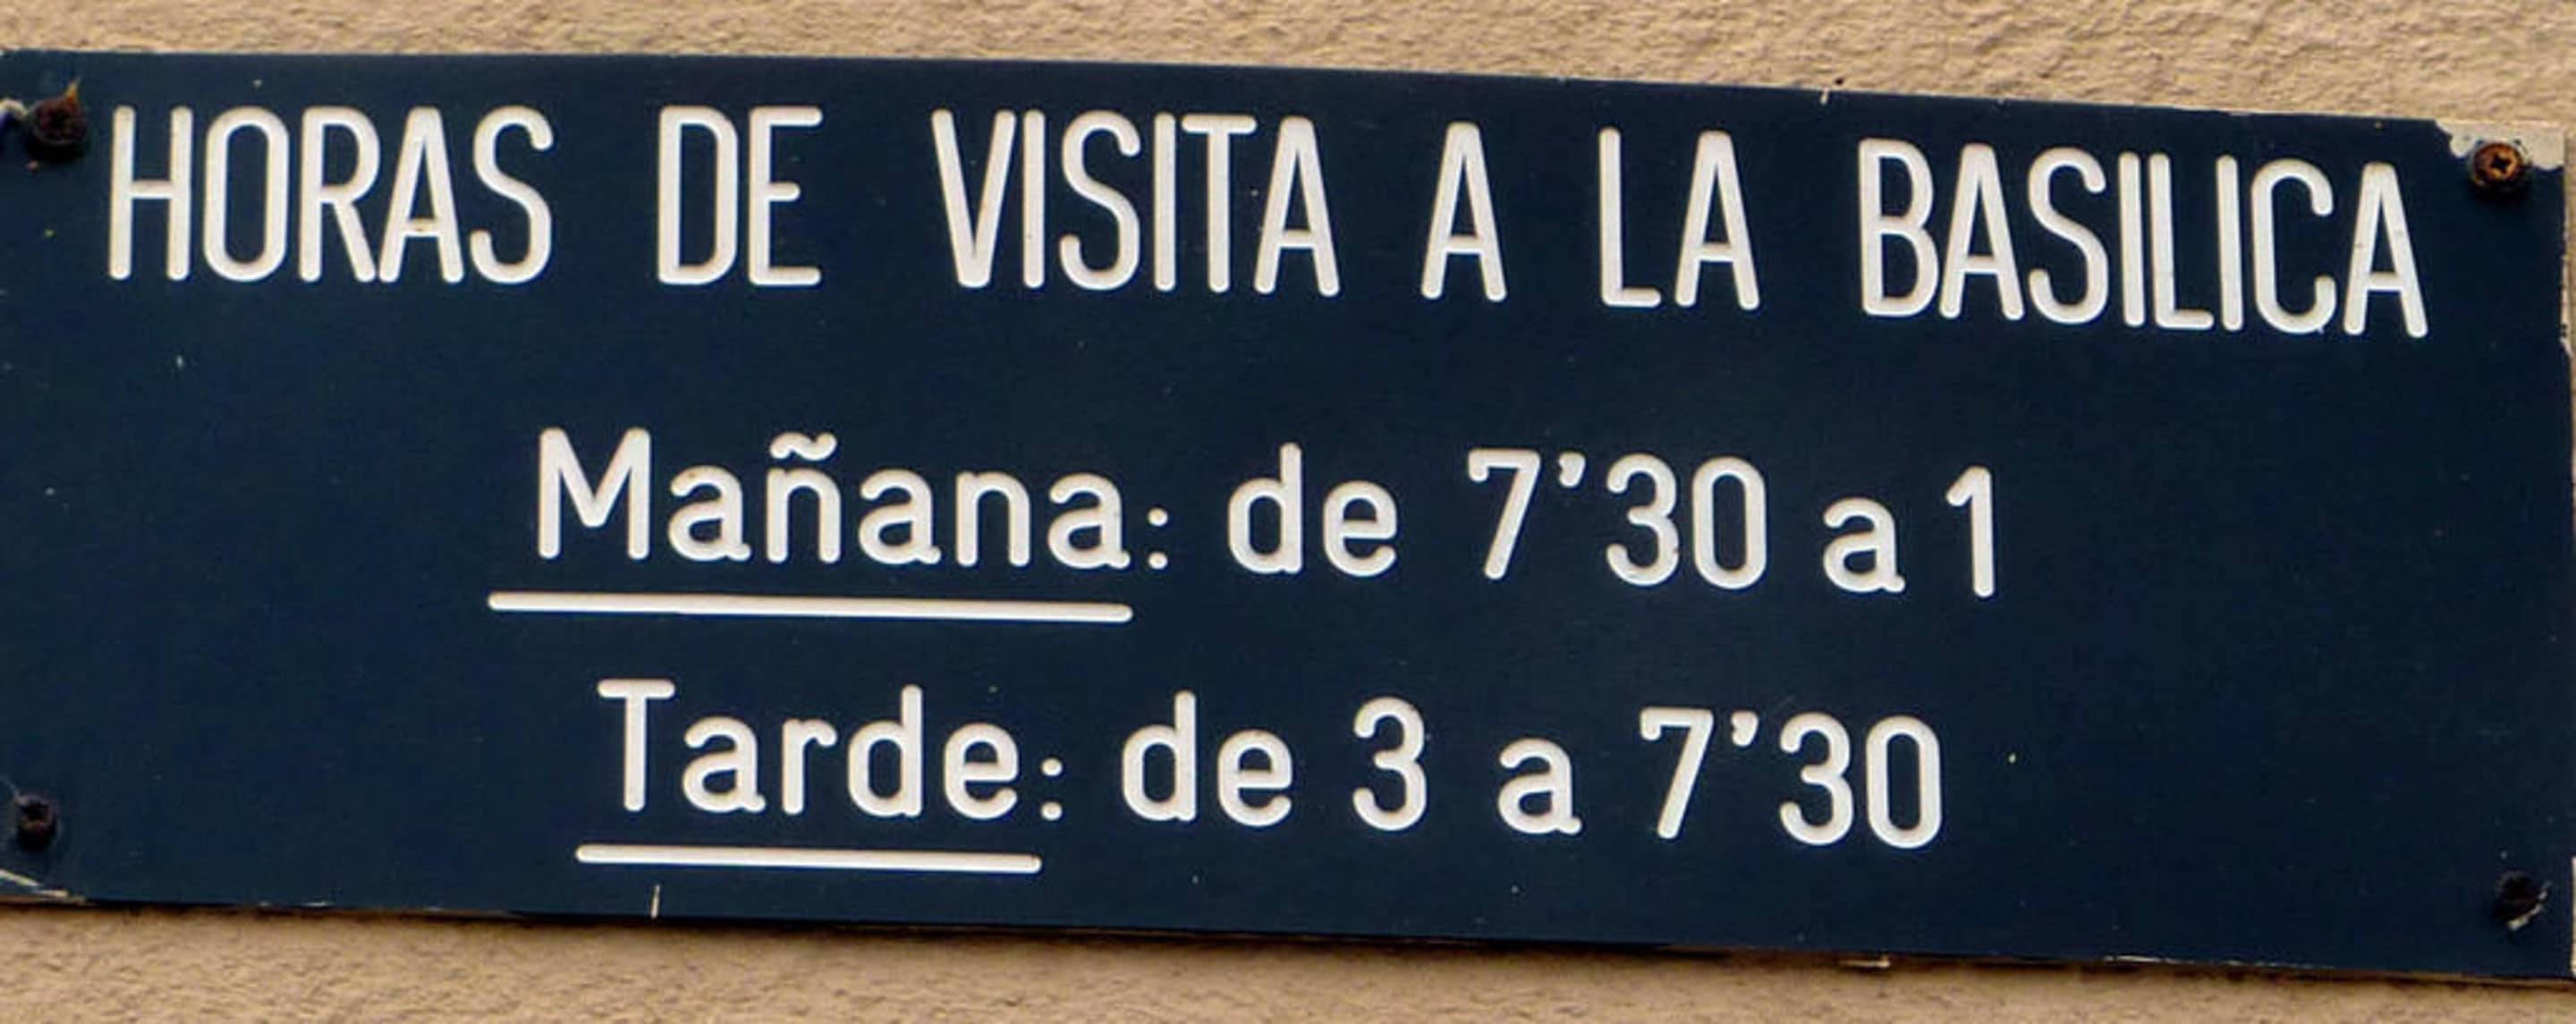 HORAS DE VISITA A LA BASILICA
Mañana: de 7'30 a 1
Tarde: de 3 a 7'30